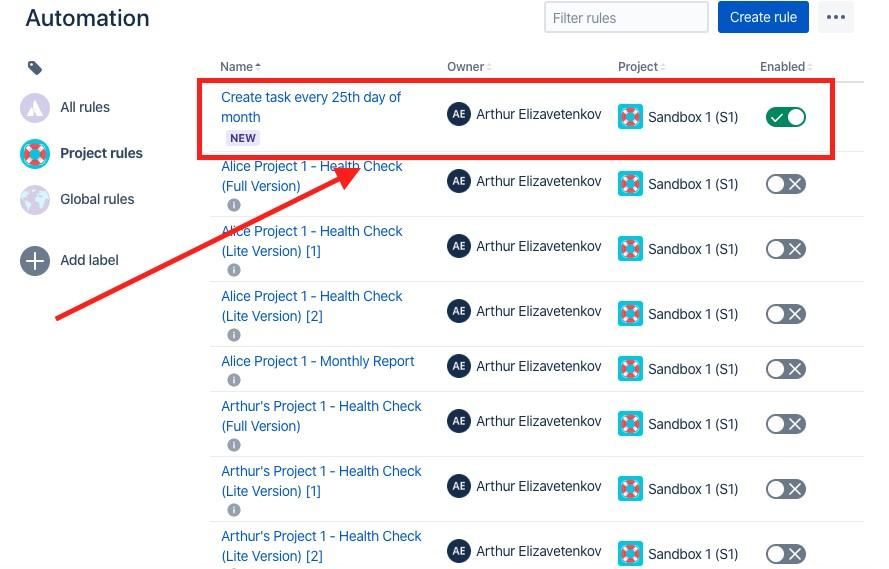 Automation
Filter rules
Create rule
Name
Owner
Project
Enabled
All rules
Project rules
Global rules
Add label
Create task every 25th day of
month
NEW
AE Arthur Elizavetenkov
Sandbox 1 (S1)
Alice Project 1 - Health Check
(Full Version)
AE Arthur Elizavetenkov
Sandbox 1 (S1)
Alice Project 1 - Health Check
(Lite Version) [1]
AE Arthur Elizavetenkov
Sandbox 1 (S1)
Alice Project 1 - Health Check
(Lite Version) [2]
AE Arthur Elizavetenkov
Sandbox 1 (S1)
Alice Project 1 - Monthly Report
AE Arthur Elizavetenkov
Sandbox 1 (S1)
Arthur's Project 1 - Health Check
(Full Version)
AE Arthur Elizavetenkov
Sandbox 1 (S1)
Arthur's Project 1 - Health Check
(Lite Version) [1]
AE Arthur Elizavetenkov
Sandbox 1 (S1)
Arthur's Project 1 - Health Check
(Lite Version) [2]
AE Arthur Elizavetenkov
Sandbox 1 (S1)